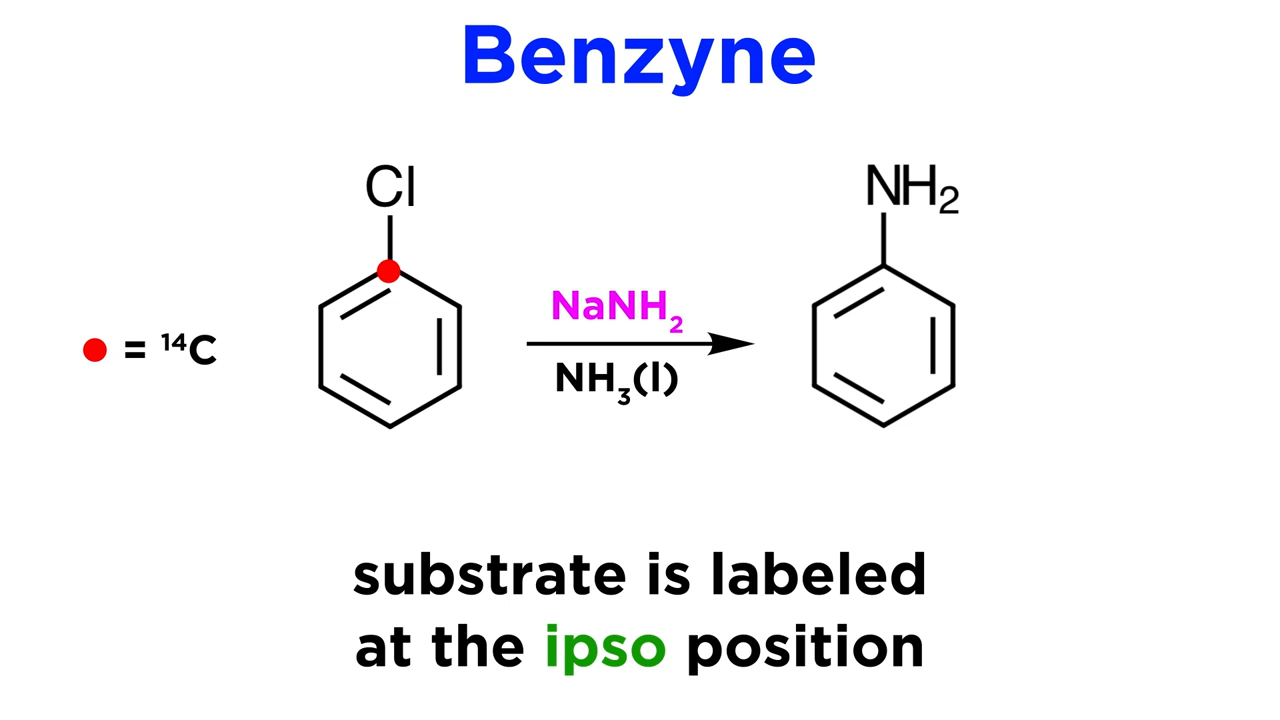 Benzyne
Cl
NH₂
NaNH₂
= ¹⁴C
NH₃(l)
substrate is labeled
at the ipso position